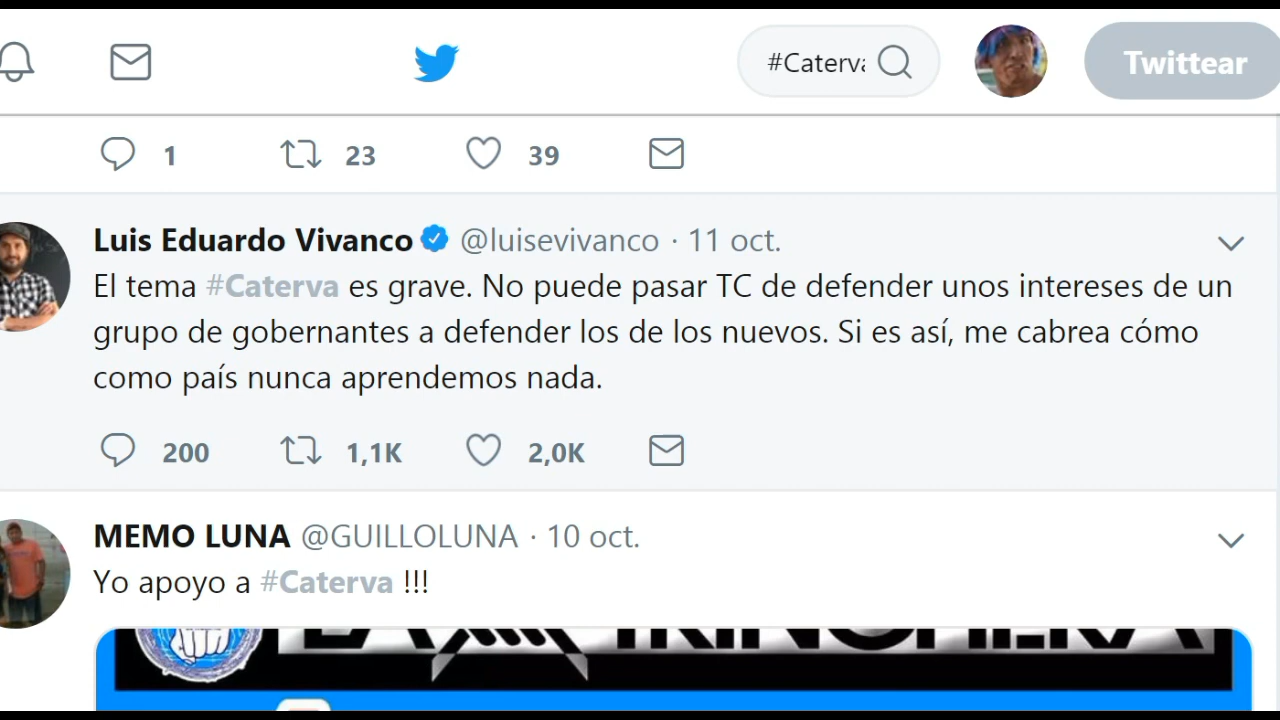 #Caterva
Twittear
1 23 39
Luis Eduardo Vivanco @luisevivanco · 11 oct.
El tema #Caterva es grave. No puede pasar TC de defender unos intereses de un
grupo de gobernantes a defender los de los nuevos. Si es así, me cabrea cómo
como país nunca aprendemos nada.
200 1,1K 2,0K
MEMO LUNA @GUILLOLUNA · 10 oct.
Yo apoyo a #Caterva !!!
LA TRINCHERA